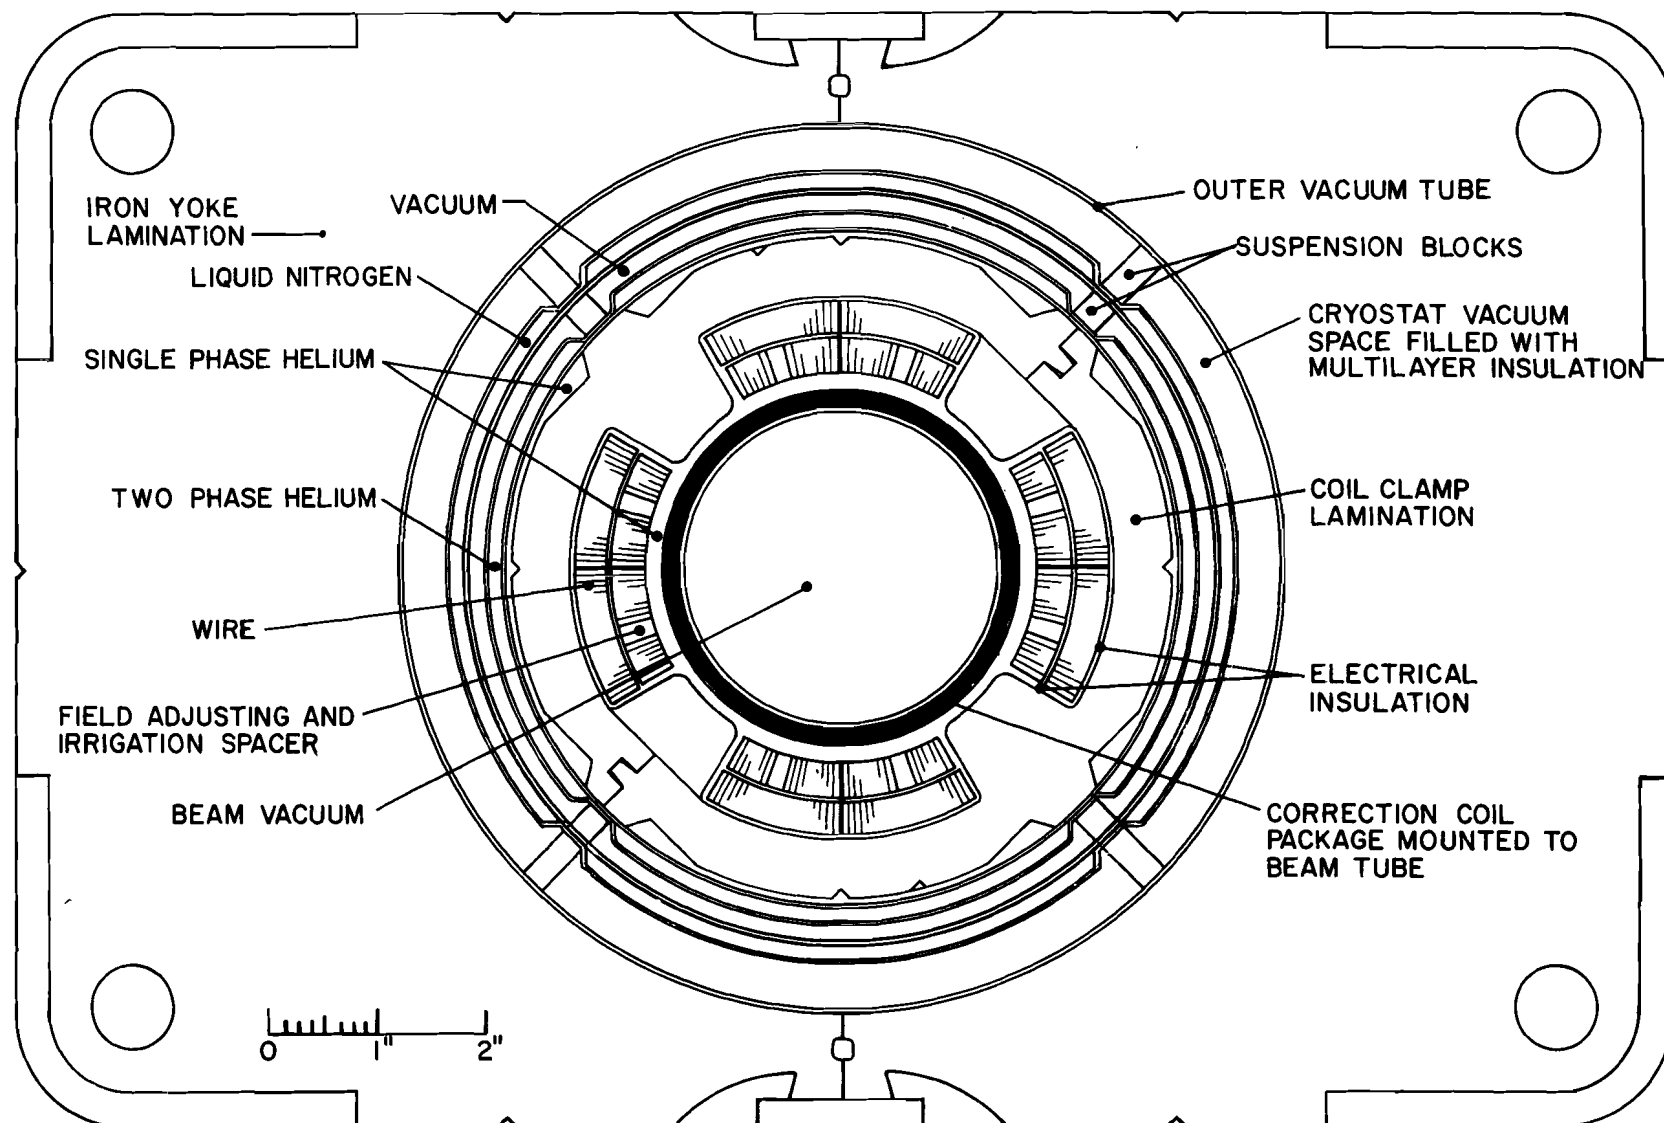 IRON YOKE
LAMINATION
VACUUM
LIQUID NITROGEN
SINGLE PHASE HELIUM
TWO PHASE HELIUM
WIRE
FIELD ADJUSTING AND
IRRIGATION SPACER
BEAM VACUUM
OUTER VACUUM TUBE
SUSPENSION BLOCKS
CRYOSTAT VACUUM
SPACE FILLED WITH
MULTILAYER INSULATION
COIL CLAMP
LAMINATION
ELECTRICAL
INSULATION
CORRECTION COIL
PACKAGE MOUNTED TO
BEAM TUBE
0 1" 2"